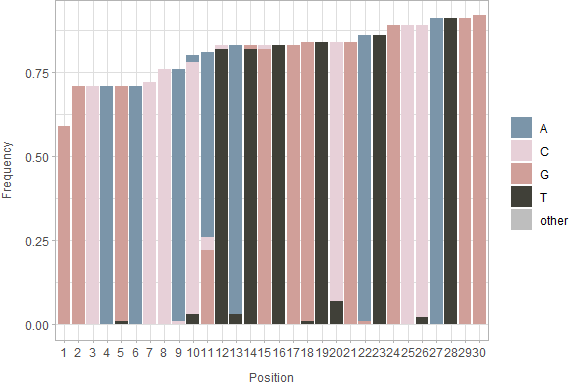 Frequency
0.75
0.50
0.25
0.00
1 2 3 4 5 6 7 8 9 10 11 12 13 14 15 16 17 18 19 20 21 22 23 24 25 26 27 28 29 30
Position
A
C
G
T
other